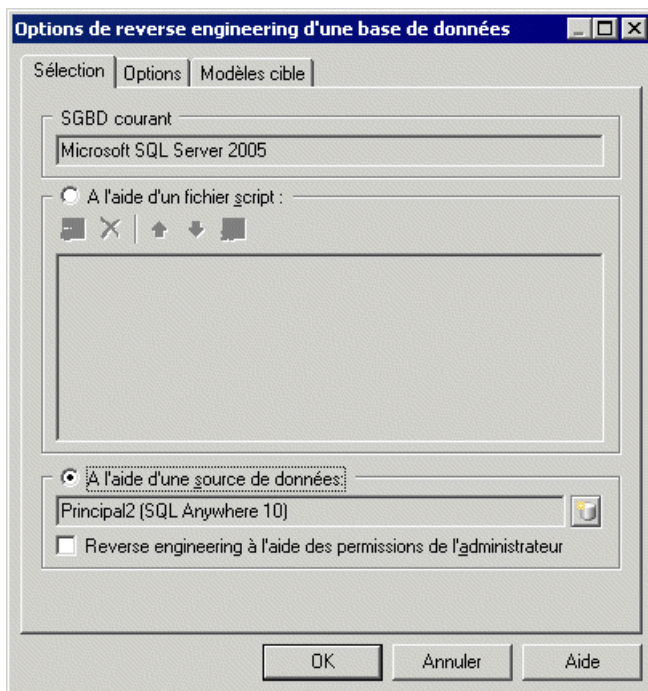 Options de reverse engineering d'une base de données
Sélection Options Modèles cible
SGBD courant
Microsoft SQL Server 2005
A l'aide d'un fichier script :
A l'aide d'une source de données:
Principal2 (SQL Anywhere 10)
Reverse engineering à l'aide des permissions de l'administrateur
OK Annuler Aide